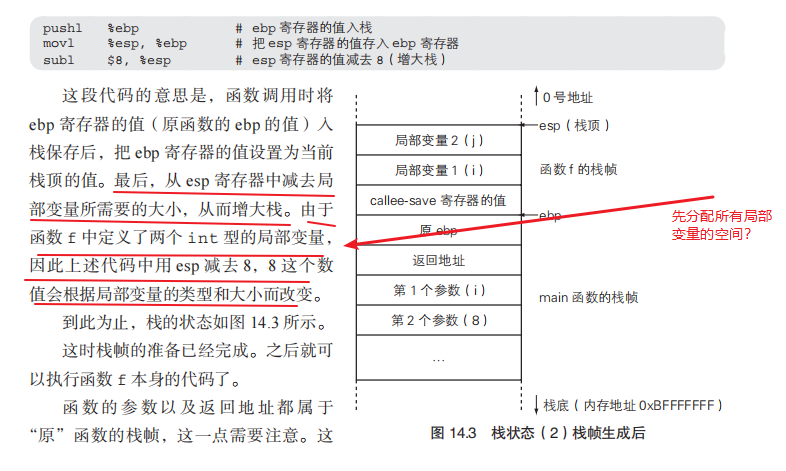 pushl %ebp # ebp 寄存器的值入栈
movl %esp, %ebp # 把 esp 寄存器的值存入 ebp 寄存器
subl $8, %esp # esp 寄存器的值减去 8（增大栈）
这段代码的意思是，函数调用时将
ebp 寄存器的值（原函数的 ebp 的值）入
栈保存后，把 ebp 寄存器的值设置为当前
栈顶的值。最后，从 esp 寄存器中减去局
部变量所需要的大小，从而增大栈。由于
函数 f 中定义了两个 int 型的局部变量，
因此上述代码中用 esp 减去 8，8 这个数
值会根据局部变量的类型和大小而改变。
到此为止，栈的状态如图 14.3 所示。
这时栈帧的准备已经完成。之后就可
以执行函数 f 本身的代码了。
函数的参数以及返回地址都属于
“原”函数的栈帧，这一点需要注意。这
0 号地址
esp（栈顶）
局部变量 2（j）
局部变量 1（i）
函数 f 的栈帧
callee-save 寄存器的值
ebp
原 ebp
返回地址
第 1 个参数（i）
main 函数的栈帧
第 2 个参数（8）
…
栈底（内存地址 0xBFFFFFFF）
图 14.3 栈状态（2）栈帧生成后
先分配所有局部
变量的空间？